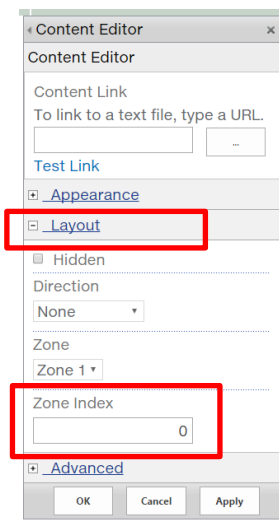 Content Editor ×
Content Editor
Content Link
To link to a text file, type a URL.
...
Test Link
Appearance
Layout
Hidden
Direction
None
Zone
Zone 1
Zone Index
0
Advanced
OK Cancel Apply